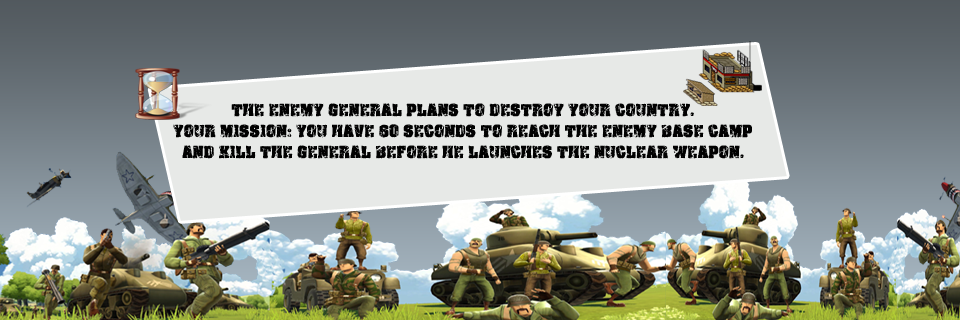 THE ENEMY GENERAL PLANS TO DESTROY YOUR COUNTRY.
YOUR MISSION: YOU HAVE 60 SECONDS TO REACH THE ENEMY BASE CAMP
AND KILL THE GENERAL BEFORE HE LAUNCHES THE NUCLEAR WEAPON.